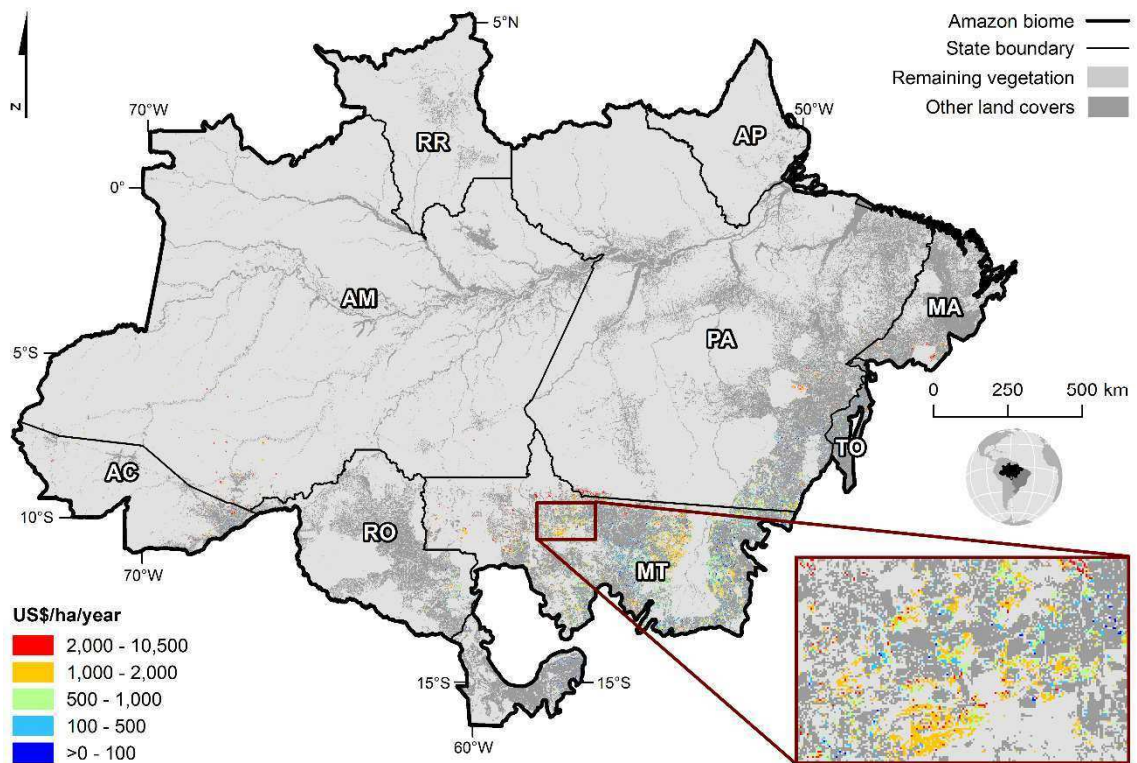 5°N
Amazon biome
State boundary
Remaining vegetation
Other land covers
N
70°W
50°W
RR
AP
0°
AM
PA
MA
5°S
0 250 500 km
AC
TO
10°S
RO
MT
70°W
US$/ha/year
2,000 - 10,500
1,000 - 2,000
500 - 1,000
100 - 500
>0 - 100
15°S
15°S
60°W